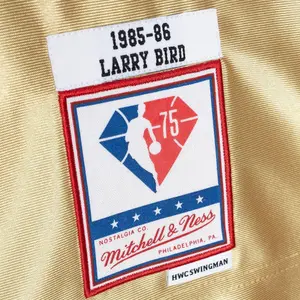 1985-86
LARRY BIRD
75
NOSTALGIA CO.
Mitchell & Ness
PHILADELPHIA, PA.
HWC SWINGMAN